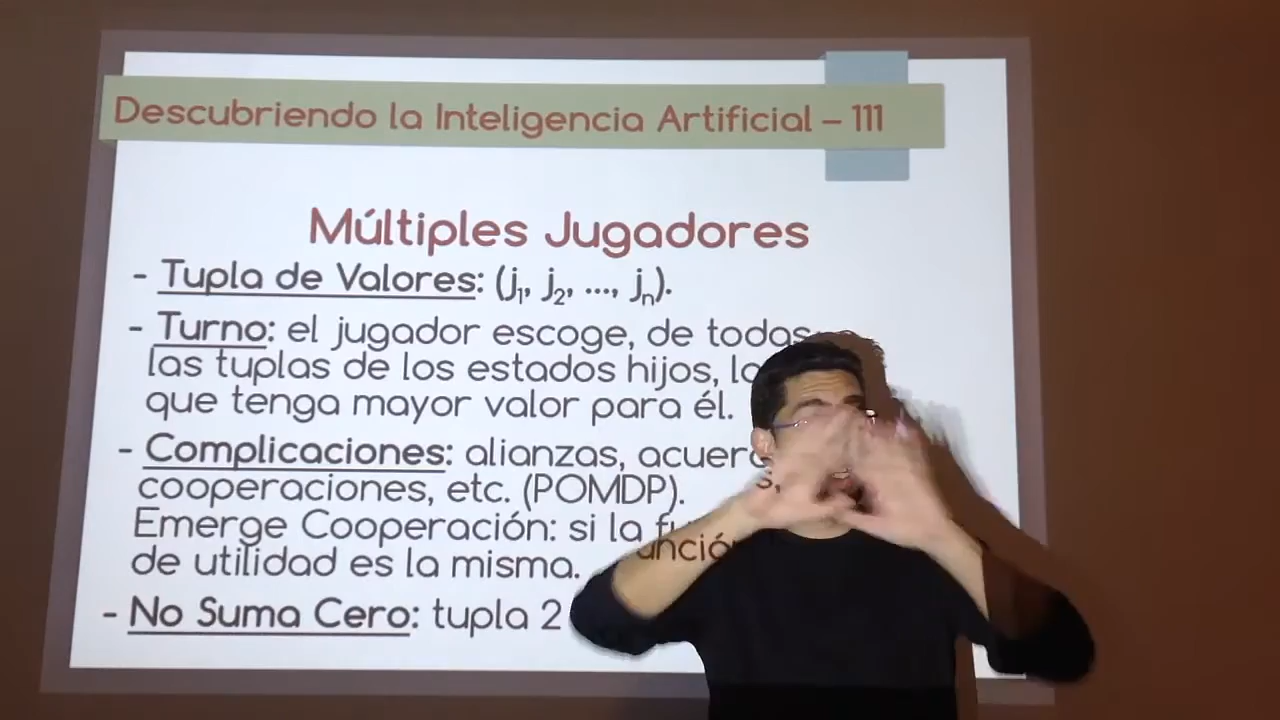 Descubriendo la Inteligencia Artificial – 111
Múltiples Jugadores
- Tupla de Valores: (j1, j2, ..., jn).
- Turno: el jugador escoge, de todas
las tuplas de los estados hijos, la
que tenga mayor valor para él.
- Complicaciones: alianzas,
cooperaciones, etc. (POMDP).
Emerge Cooperación: si la función
de utilidad es la misma.
- No Suma Cero: tupla 2